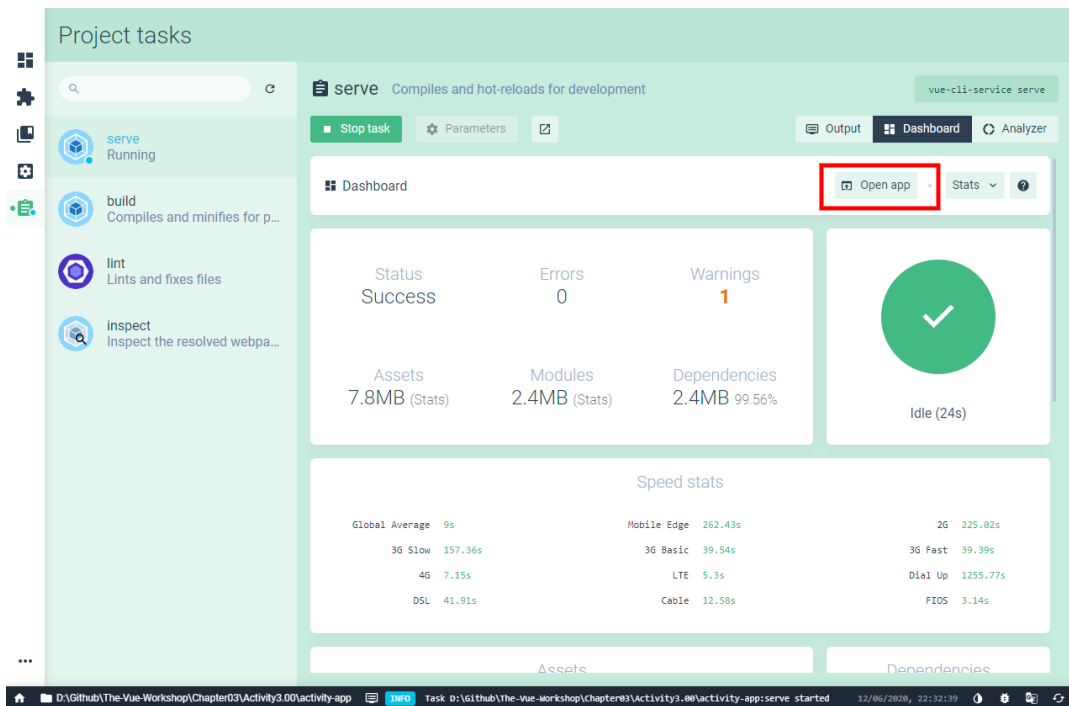 Project tasks
serve
Running
build
Compiles and minifies for p...
lint
Lints and fixes files
inspect
Inspect the resolved webpa...
serve Compiles and hot-reloads for development
vue-cli-service serve
Stop task Parameters
Output Dashboard Analyzer
Dashboard
Open app Stats
Status Errors Warnings
Success 0 1
Assets Modules Dependencies
7.8MB (Stats) 2.4MB (Stats) 2.4MB 99.56%
Idle (24s)
Speed stats
Global Average 9s Mobile Edge 262.43s 2G 225.02s
3G Slow 157.36s 3G Basic 39.54s 3G Fast 39.39s
4G 7.15s LTE 5.3s Dial Up 1255.77s
DSL 41.91s Cable 12.58s FIOS 3.14s
Assets Dependencies
D:\Github\The-Vue-Workshop\Chapter03\Activity3.00\activity-app INFO Task D:\Github\The-Vue-Workshop\Chapter03\Activity3.00\activity-app:serve started 12/06/2020, 22:32:39